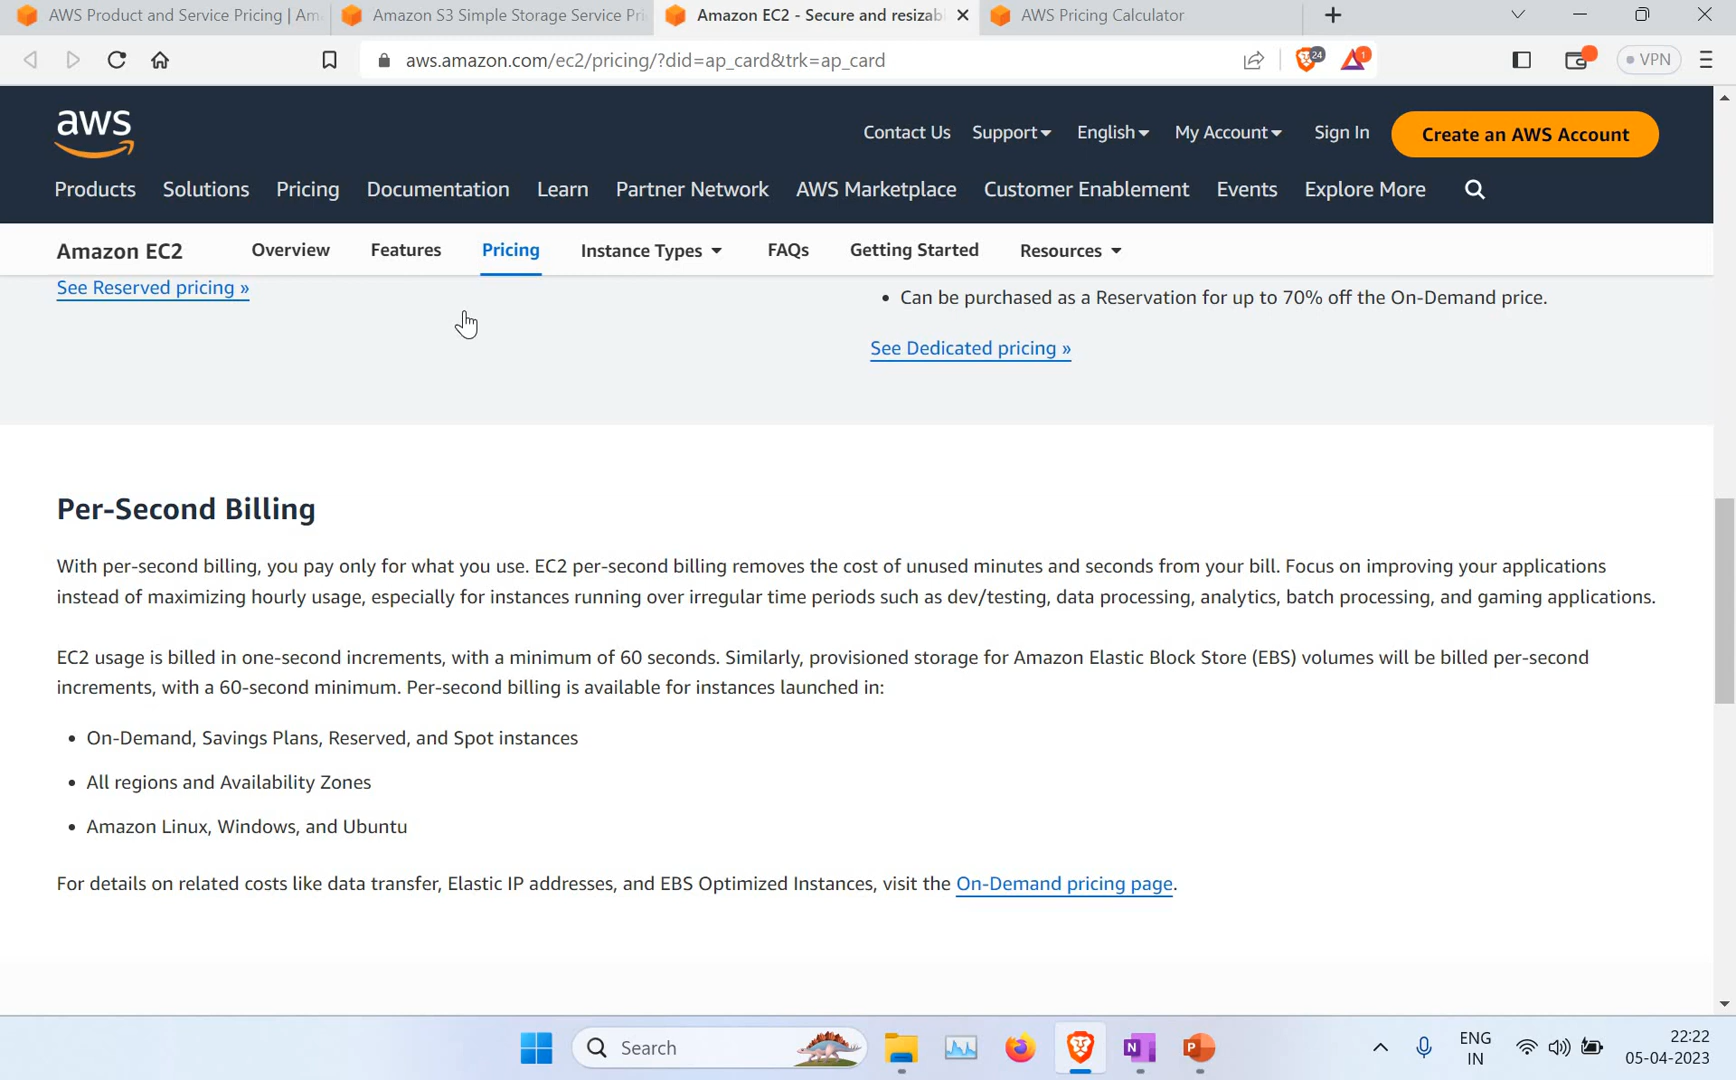 AWS Product and Service Pricing | Am
Amazon S3 Simple Storage Service Pri
Amazon EC2 - Secure and resizabl
AWS Pricing Calculator
aws.amazon.com/ec2/pricing/?did=ap_card&trk=ap_card
24
1
VPN
aws
Contact Us
Support
English
My Account
Sign In
Create an AWS Account
Products
Solutions
Pricing
Documentation
Learn
Partner Network
AWS Marketplace
Customer Enablement
Events
Explore More
Amazon EC2
Overview
Features
Pricing
Instance Types
FAQs
Getting Started
Resources
See Reserved pricing »
• Can be purchased as a Reservation for up to 70% off the On-Demand price.
See Dedicated pricing »
Per-Second Billing
With per-second billing, you pay only for what you use. EC2 per-second billing removes the cost of unused minutes and seconds from your bill. Focus on improving your applications
instead of maximizing hourly usage, especially for instances running over irregular time periods such as dev/testing, data processing, analytics, batch processing, and gaming applications.
EC2 usage is billed in one-second increments, with a minimum of 60 seconds. Similarly, provisioned storage for Amazon Elastic Block Store (EBS) volumes will be billed per-second
increments, with a 60-second minimum. Per-second billing is available for instances launched in:
• On-Demand, Savings Plans, Reserved, and Spot instances
• All regions and Availability Zones
• Amazon Linux, Windows, and Ubuntu
For details on related costs like data transfer, Elastic IP addresses, and EBS Optimized Instances, visit the On-Demand pricing page.
Search
N
P
ENG
IN
22:22
05-04-2023